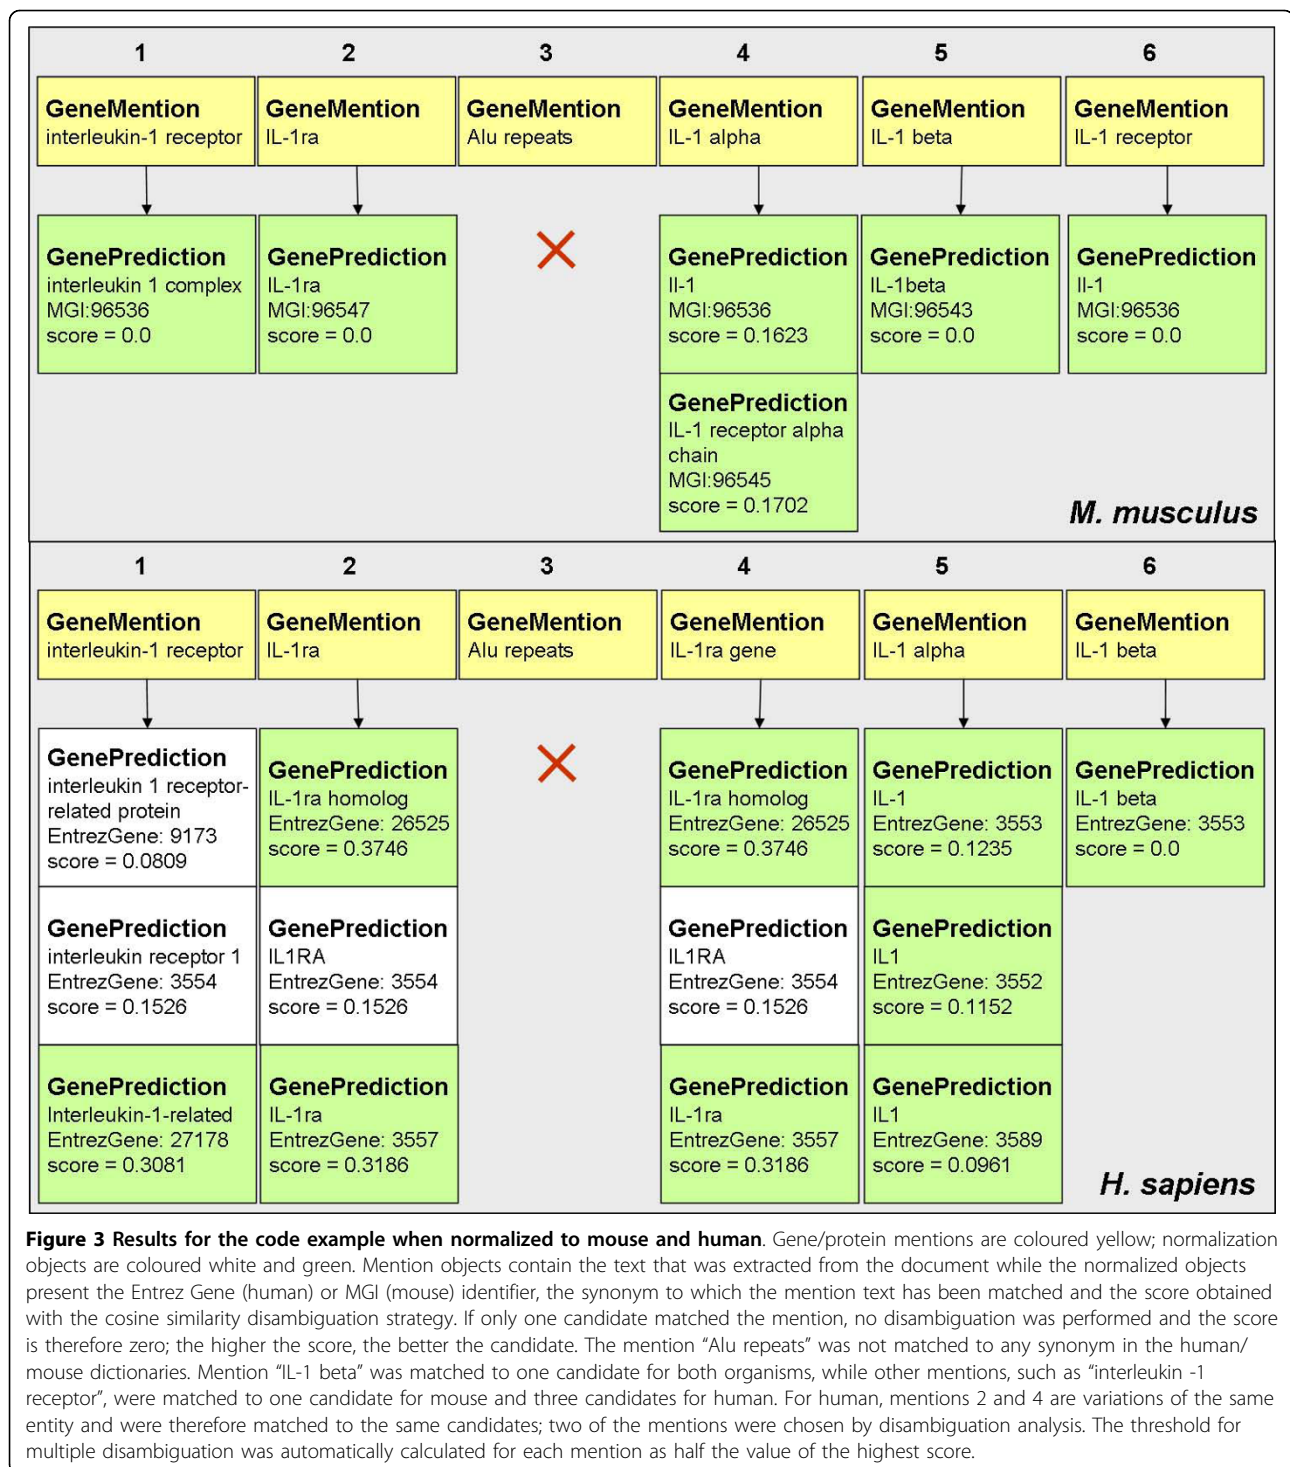 1 2 3 4 5 6
GeneMention GeneMention GeneMention GeneMention GeneMention GeneMention
interleukin-1 receptor IL-1ra Alu repeats IL-1 alpha IL-1 beta IL-1 receptor
GenePrediction GenePrediction GenePrediction GenePrediction GenePrediction
interleukin 1 complex IL-1ra Il-1 IL-1beta Il-1
MGI:96536 MGI:96547 MGI:96536 MGI:96543 MGI:96536
score = 0.0 score = 0.0 score = 0.1623 score = 0.0 score = 0.0
GenePrediction
IL-1 receptor alpha
chain
MGI:96545
score = 0.1702
M. musculus
1 2 3 4 5 6
GeneMention GeneMention GeneMention GeneMention GeneMention GeneMention
interleukin-1 receptor IL-1ra Alu repeats IL-1ra gene IL-1 alpha IL-1 beta
GenePrediction
interleukin 1 receptor-
related protein
EntrezGene: 9173
score = 0.0809
GenePrediction GenePrediction GenePrediction GenePrediction
IL-1ra homolog IL-1ra homolog IL-1 IL-1 beta
EntrezGene: 26525 EntrezGene: 26525 EntrezGene: 3553 EntrezGene: 3553
score = 0.3746 score = 0.3746 score = 0.1235 score = 0.0
GenePrediction GenePrediction GenePrediction GenePrediction
interleukin receptor 1 IL1RA IL1RA IL1
EntrezGene: 3554 EntrezGene: 3554 EntrezGene: 3554 EntrezGene: 3552
score = 0.1526 score = 0.1526 score = 0.1526 score = 0.1152
GenePrediction GenePrediction GenePrediction GenePrediction
Interleukin-1-related IL-1ra IL-1ra IL1
EntrezGene: 27178 EntrezGene: 3557 EntrezGene: 3557 EntrezGene: 3589
score = 0.3081 score = 0.3186 score = 0.3186 score = 0.0961
H. sapiens
Figure 3 Results for the code example when normalized to mouse and human. Gene/protein mentions are coloured yellow; normalization
objects are coloured white and green. Mention objects contain the text that was extracted from the document while the normalized objects
present the Entrez Gene (human) or MGI (mouse) identifier, the synonym to which the mention text has been matched and the score obtained
with the cosine similarity disambiguation strategy. If only one candidate matched the mention, no disambiguation was performed and the score
is therefore zero; the higher the score, the better the candidate. The mention “Alu repeats” was not matched to any synonym in the human/
mouse dictionaries. Mention “IL-1 beta” was matched to one candidate for both organisms, while other mentions, such as “interleukin -1
receptor”, were matched to one candidate for mouse and three candidates for human. For human, mentions 2 and 4 are variations of the same
entity and were therefore matched to the same candidates; two of the mentions were chosen by disambiguation analysis. The threshold for
multiple disambiguation was automatically calculated for each mention as half the value of the highest score.